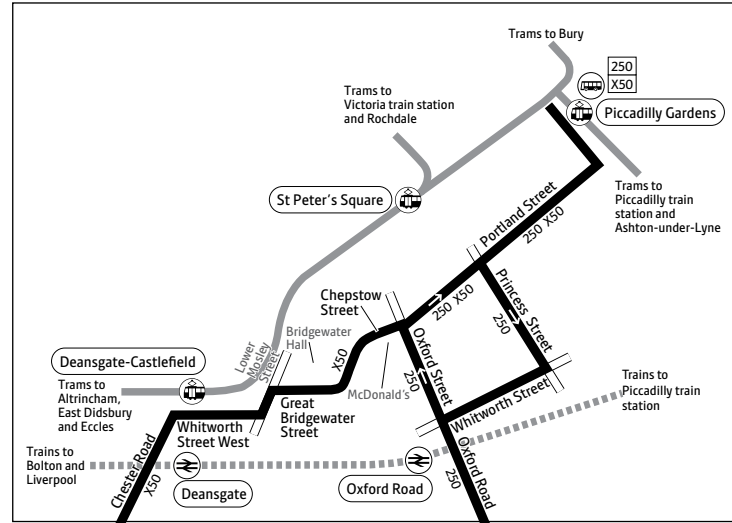 Trams to Bury
250
X50
Piccadilly Gardens
Trams to
Victoria train station
and Rochdale
St Peter's Square
Trams to
Piccadilly train
station and
Ashton-under-Lyne
Portland Street
250 X50
250 X50
Princess Street
250
Chepstow
Street
Bridgewater
Hall
X50
McDonald's
Oxford Street
250
Lower
Mosley
Street
Deansgate-Castlefield
Trams to
Altrincham,
East Didsbury
and Eccles
Great
Bridgewater
Street
Whitworth
Street West
Whitworth Street
Trains to
Piccadilly train
station
Trains to
Bolton and
Liverpool
Chester Road
X50
Deansgate
Oxford Road
Oxford Road
250